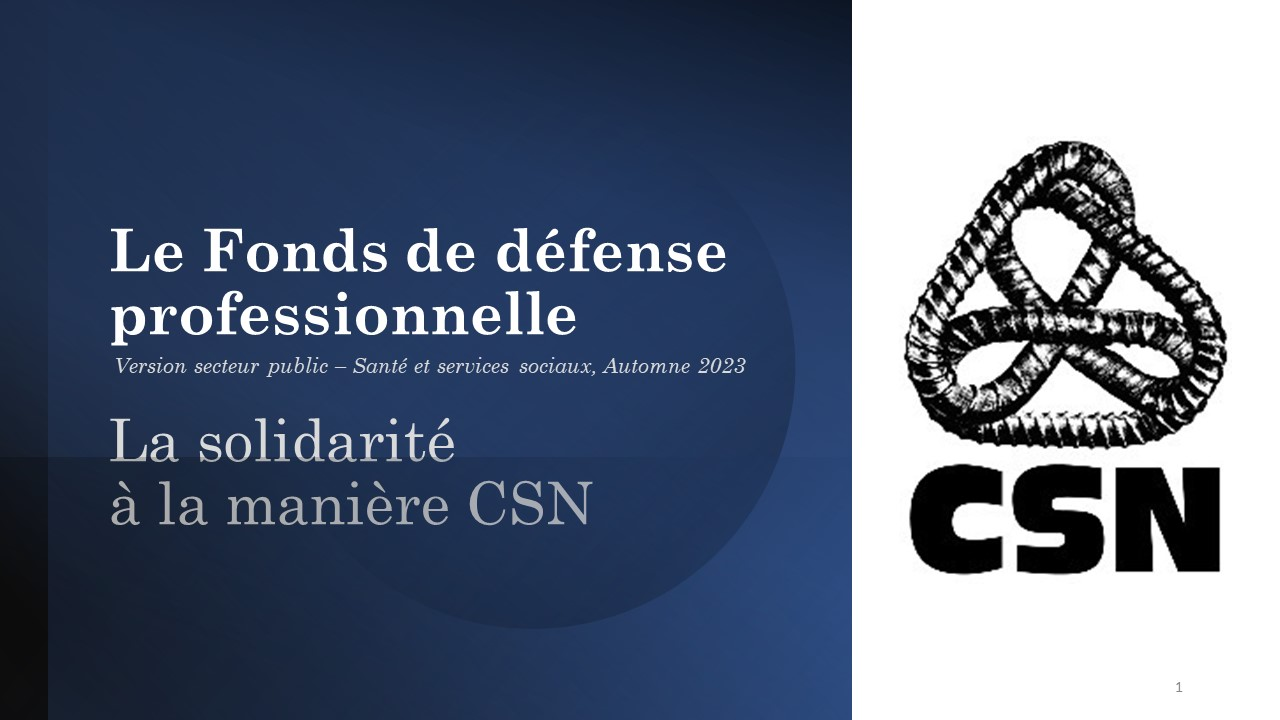 Le Fonds de défense
professionnelle
Version secteur public – Santé et services sociaux, Automne 2023
La solidarité
à la manière CSN
CSN
1